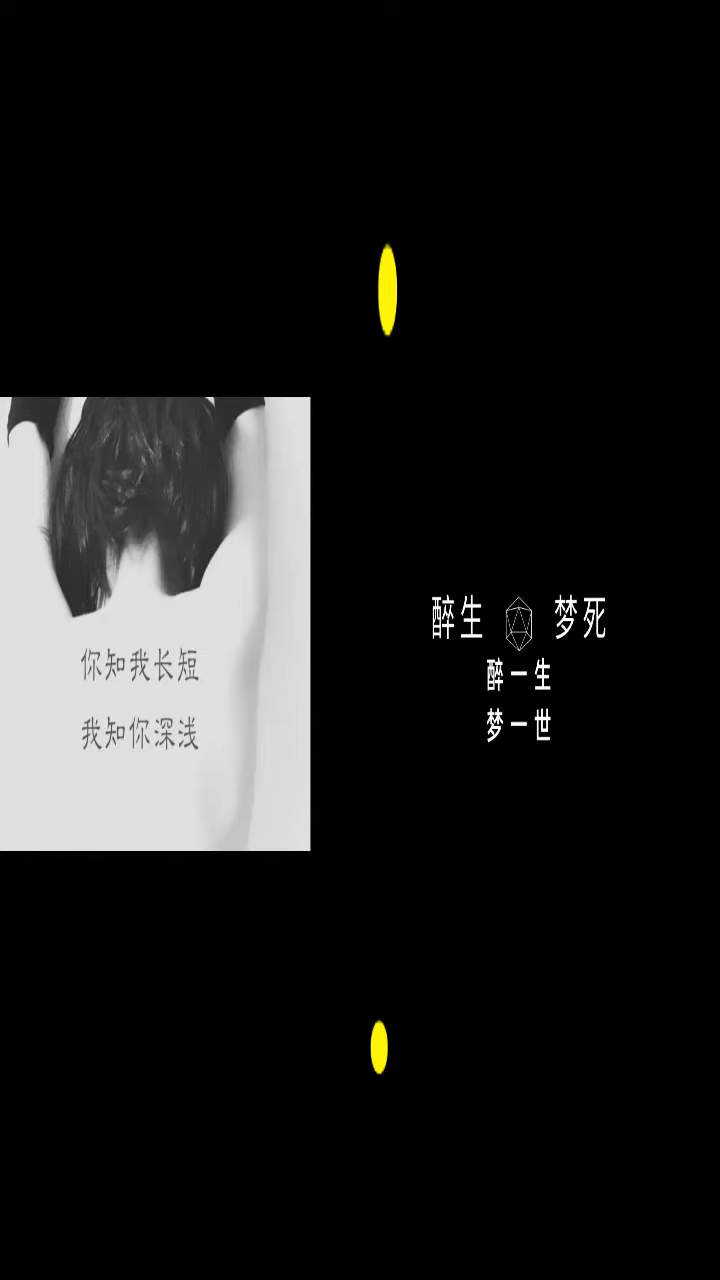 你知我长短
我知你深浅
醉生 梦死
醉一生
梦一世